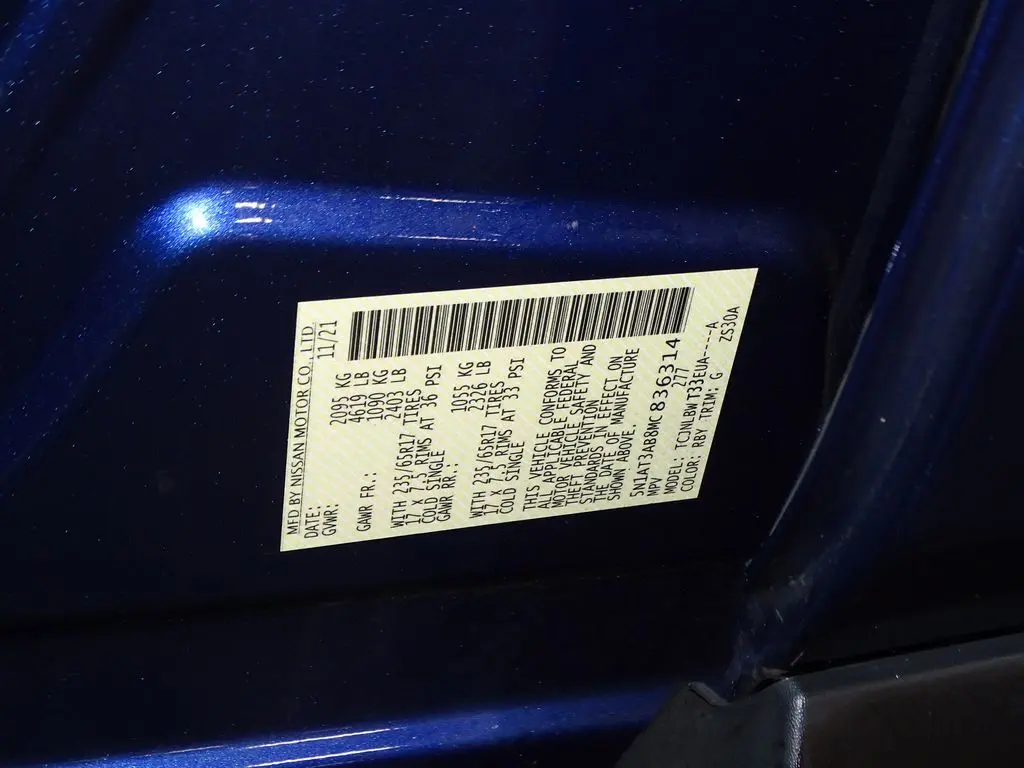 MFD BY NISSAN MOTOR CO., LTD.
DATE: 11/21
GVWR: 2095 KG
4619 LB
GAWR FR.: 1090 KG
2403 LB
WITH 235/65R17 TIRES
17 X 7.5 RIMS AT 36 PSI
COLD SINGLE
GAWR RR.: 1055 KG
2326 LB
WITH 235/65R17 TIRES
17 X 7.5 RIMS AT 33 PSI
COLD SINGLE
THIS VEHICLE CONFORMS TO
ALL APPLICABLE FEDERAL
MOTOR VEHICLE SAFETY AND
THEFT PREVENTION
STANDARDS IN EFFECT ON
THE DATE OF MANUFACTURE
SHOWN ABOVE.
5N1AT3AB8MC836314
MPV 277
MODEL: TCJNLBWT33EUA-----A
COLOR: RBY TRIM: G ZS30A